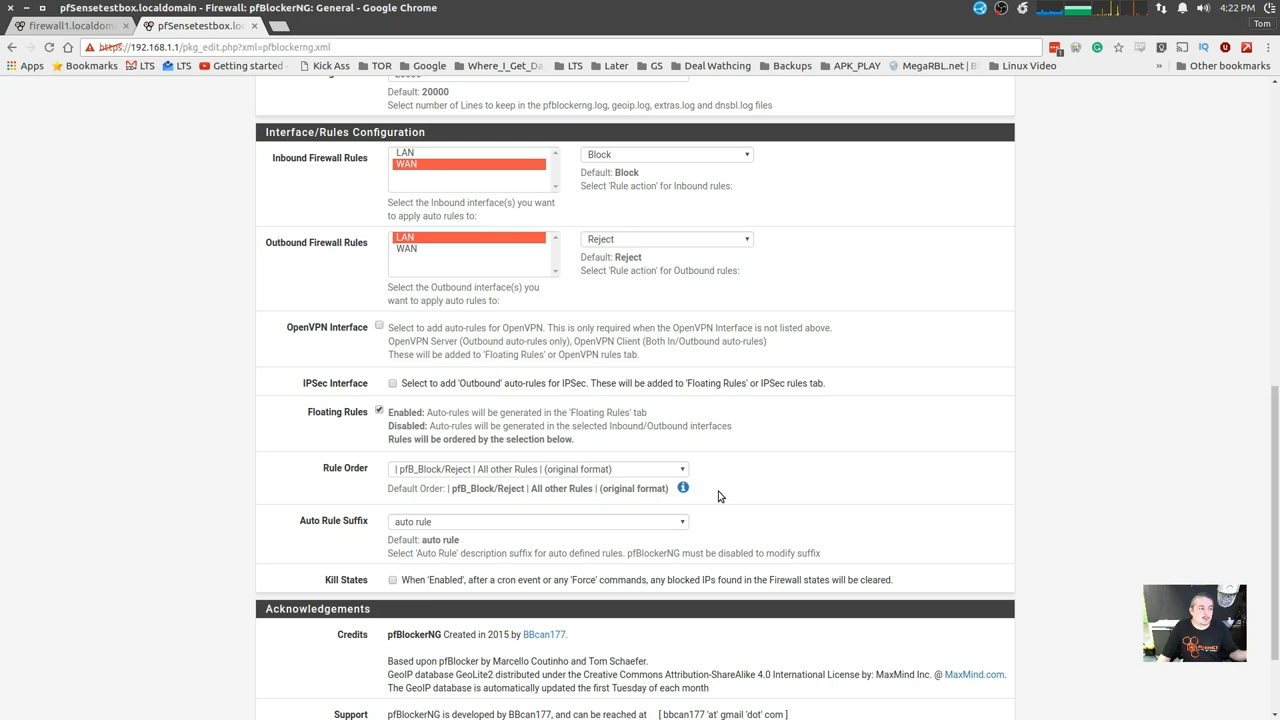 pfSensetestbox.localdomain - Firewall: pfBlockerNG: General - Google Chrome
4:22 PM
firewall1.localdoma
pfSensetestbox.loc
Tom
https://192.168.1.1/pkg_edit.php?xml=pfblockerng.xml
Apps
Bookmarks
LTS
LTS
Getting started
Kick Ass
TOR
Google
Where_I_Get_Da
LTS
Later
GS
Deal Wathcing
Backups
APK_PLAY
MegaRBL.net | B
Linux Video
»
Other bookmarks
Default: 20000
Select number of Lines to keep in the pfblockerng.log, geoip.log, extras.log and dnsbl.log files
Interface/Rules Configuration
Inbound Firewall Rules
LAN
WAN
Block
Default: Block
Select 'Rule action' for Inbound rules:
Select the Inbound interface(s) you want
to apply auto rules to:
Outbound Firewall Rules
LAN
WAN
Reject
Default: Reject
Select 'Rule action' for Outbound rules:
Select the Outbound interface(s) you
want to apply auto rules to:
OpenVPN Interface
Select to add auto-rules for OpenVPN. This is only required when the OpenVPN Interface is not listed above.
OpenVPN Server (Outbound auto-rules only), OpenVPN Client (Both In/Outbound auto-rules)
These will be added to 'Floating Rules' or OpenVPN rules tab.
IPSec Interface
Select to add 'Outbound' auto-rules for IPSec. These will be added to 'Floating Rules' or IPSec rules tab.
Floating Rules
Enabled: Auto-rules will be generated in the 'Floating Rules' tab
Disabled: Auto-rules will be generated in the selected Inbound/Outbound interfaces
Rules will be ordered by the selection below.
Rule Order
| pfB_Block/Reject | All other Rules | (original format)
Default Order: | pfB_Block/Reject | All other Rules | (original format)
Auto Rule Suffix
auto rule
Default: auto rule
Select 'Auto Rule' description suffix for auto defined rules. pfBlockerNG must be disabled to modify suffix
Kill States
When 'Enabled', after a cron event or any 'Force' commands, any blocked IPs found in the Firewall states will be cleared.
Acknowledgements
Credits
pfBlockerNG Created in 2015 by BBcan177.
Based upon pfBlocker by Marcello Coutinho and Tom Schaefer.
GeoIP database GeoLite2 distributed under the Creative Commons Attribution-ShareAlike 4.0 International License by: MaxMind Inc. @ MaxMind.com.
The GeoIP database is automatically updated the first Tuesday of each month
Support
pfBlockerNG is developed by BBcan177, and can be reached at [ bbcan177 'at' gmail 'dot' com ]